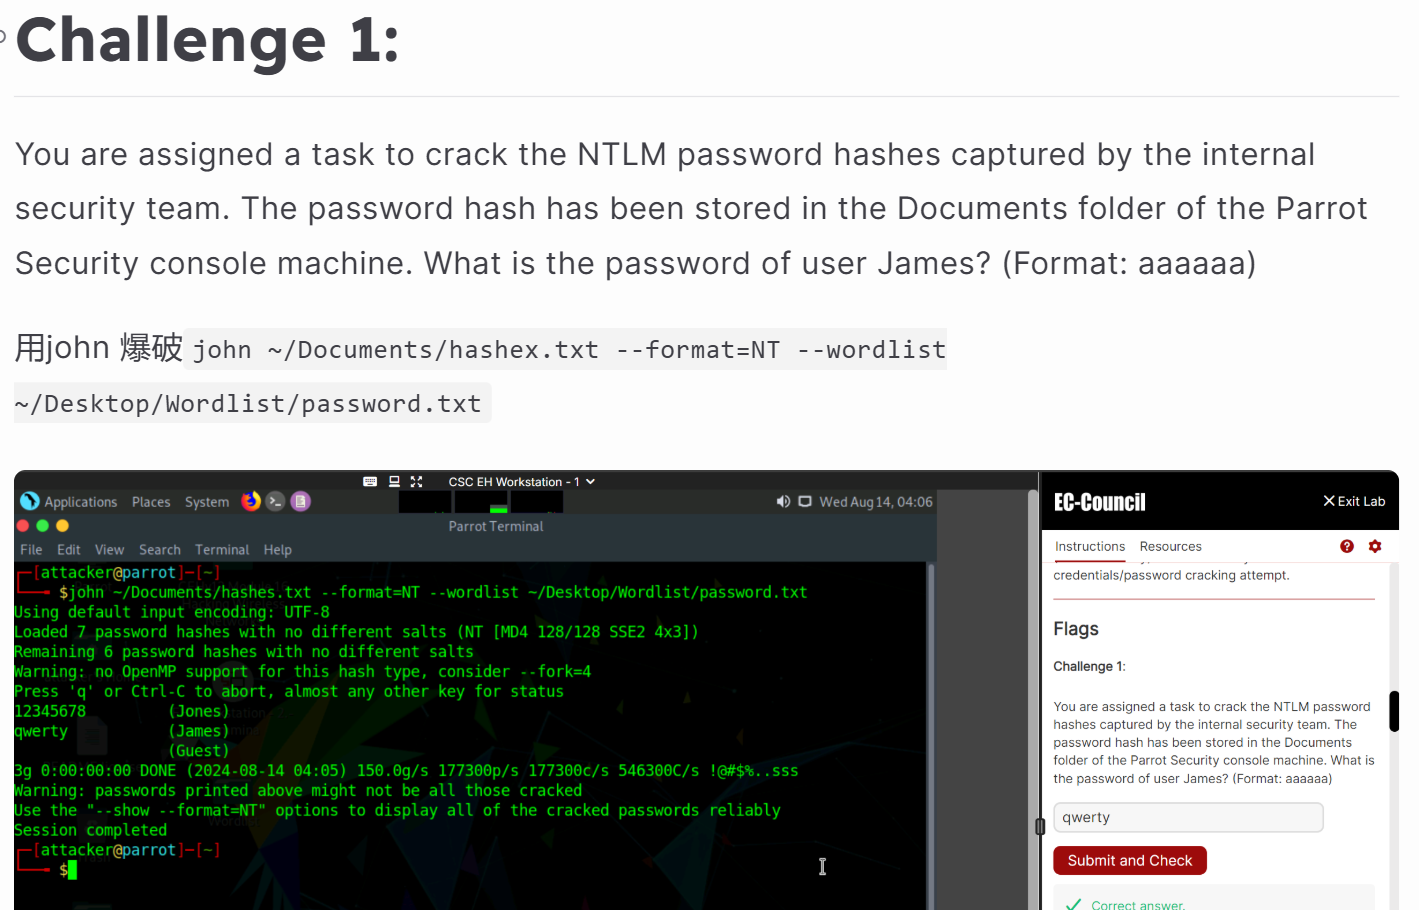 Challenge 1:
You are assigned a task to crack the NTLM password hashes captured by the internal
security team. The password hash has been stored in the Documents folder of the Parrot
Security console machine. What is the password of user James? (Format: aaaaaa)
用john 爆破 john ~/Documents/hashex.txt --format=NT --wordlist
~/Desktop/Wordlist/password.txt
CSC EH Workstation - 1
Applications Places System
Wed Aug 14, 04:06
Parrot Terminal
File Edit View Search Terminal Help
[attacker@parrot]-[~]
$john ~/Documents/hashes.txt --format=NT --wordlist ~/Desktop/Wordlist/password.txt
Using default input encoding: UTF-8
Loaded 7 password hashes with no different salts (NT [MD4 128/128 SSE2 4x3])
Remaining 6 password hashes with no different salts
Warning: no OpenMP support for this hash type, consider --fork=4
Press 'q' or Ctrl-C to abort, almost any other key for status
12345678 (Jones)
qwerty (James)
(Guest)
3g 0:00:00:00 DONE (2024-08-14 04:05) 150.0g/s 177300p/s 177300c/s 546300C/s !@#$%..sss
Warning: passwords printed above might not be all those cracked
Use the "--show --format=NT" options to display all of the cracked passwords reliably
Session completed
[attacker@parrot]-[~]
$
EC-Council
Exit Lab
Instructions Resources
credentials/password cracking attempt.
Flags
Challenge 1:
You are assigned a task to crack the NTLM password
hashes captured by the internal security team. The
password hash has been stored in the Documents
folder of the Parrot Security console machine. What is
the password of user James? (Format: aaaaaa)
qwerty
Submit and Check
Correct answer.